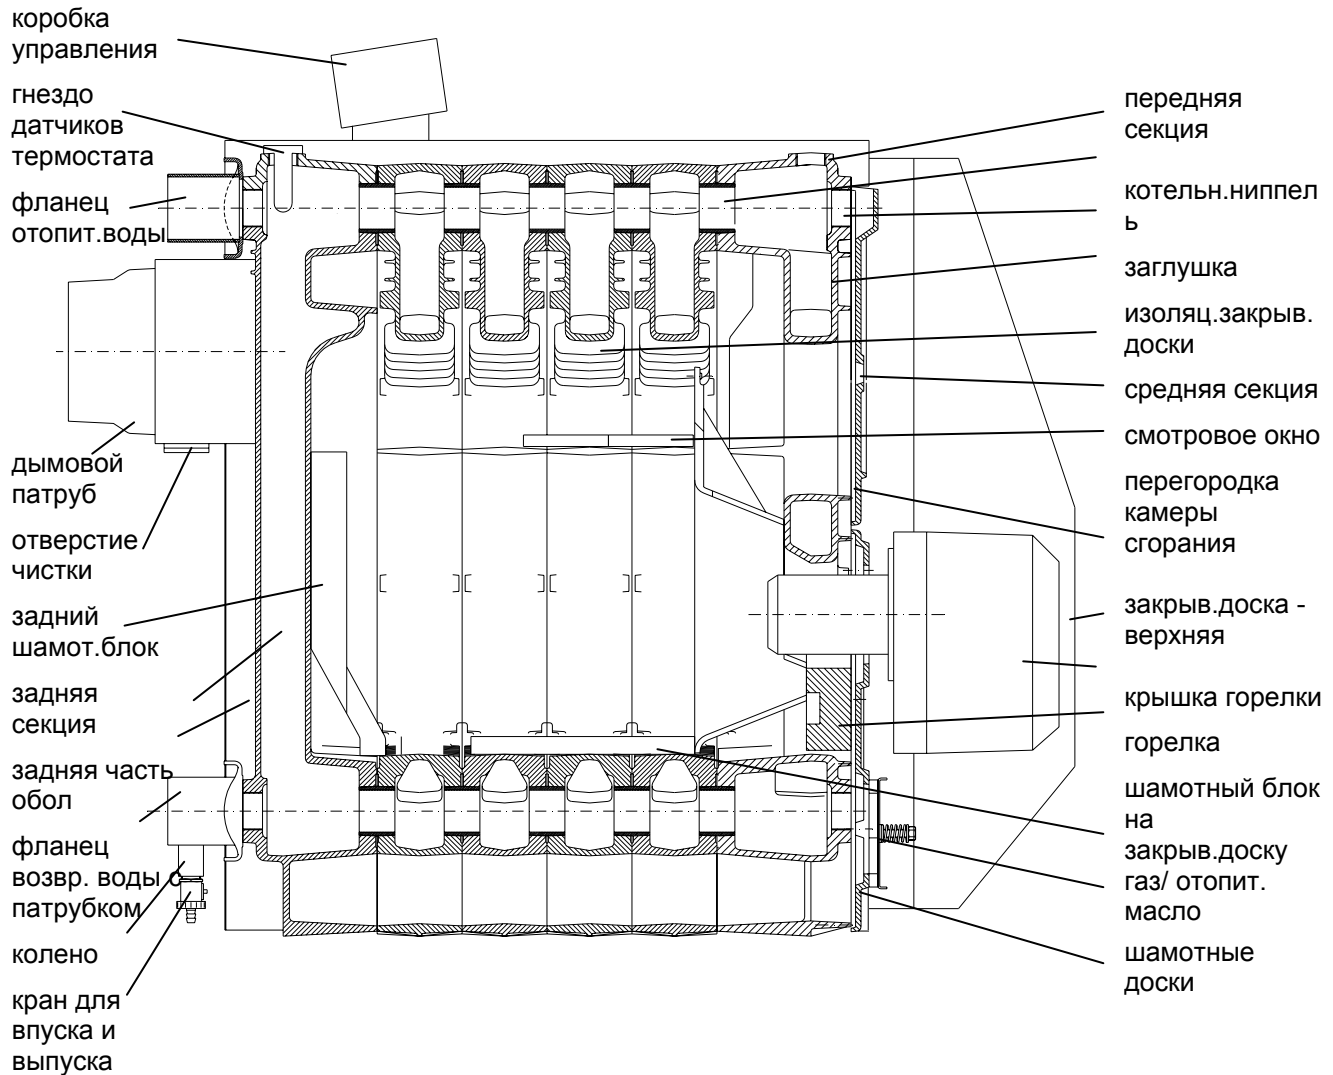 коробка
управления
гнездо
датчиков
термостата
фланец
отопит.воды
дымовой
патруб
отверстие
чистки
задний
шамот.блок
задняя
секция
задняя часть
обол
фланец
возвр. воды с
патрубком
колено
кран для
впуска и
выпуска
передняя
секция
котельн.ниппел
ь
заглушка
изоляц.закрыв.
доски
средняя секция
смотровое окно
перегородка
камеры
сгорания
закрыв.доска -
верхняя
крышка горелки
горелка
шамотный блок
на
закрыв.доску
газ/ отопит.
масло
шамотные
доски